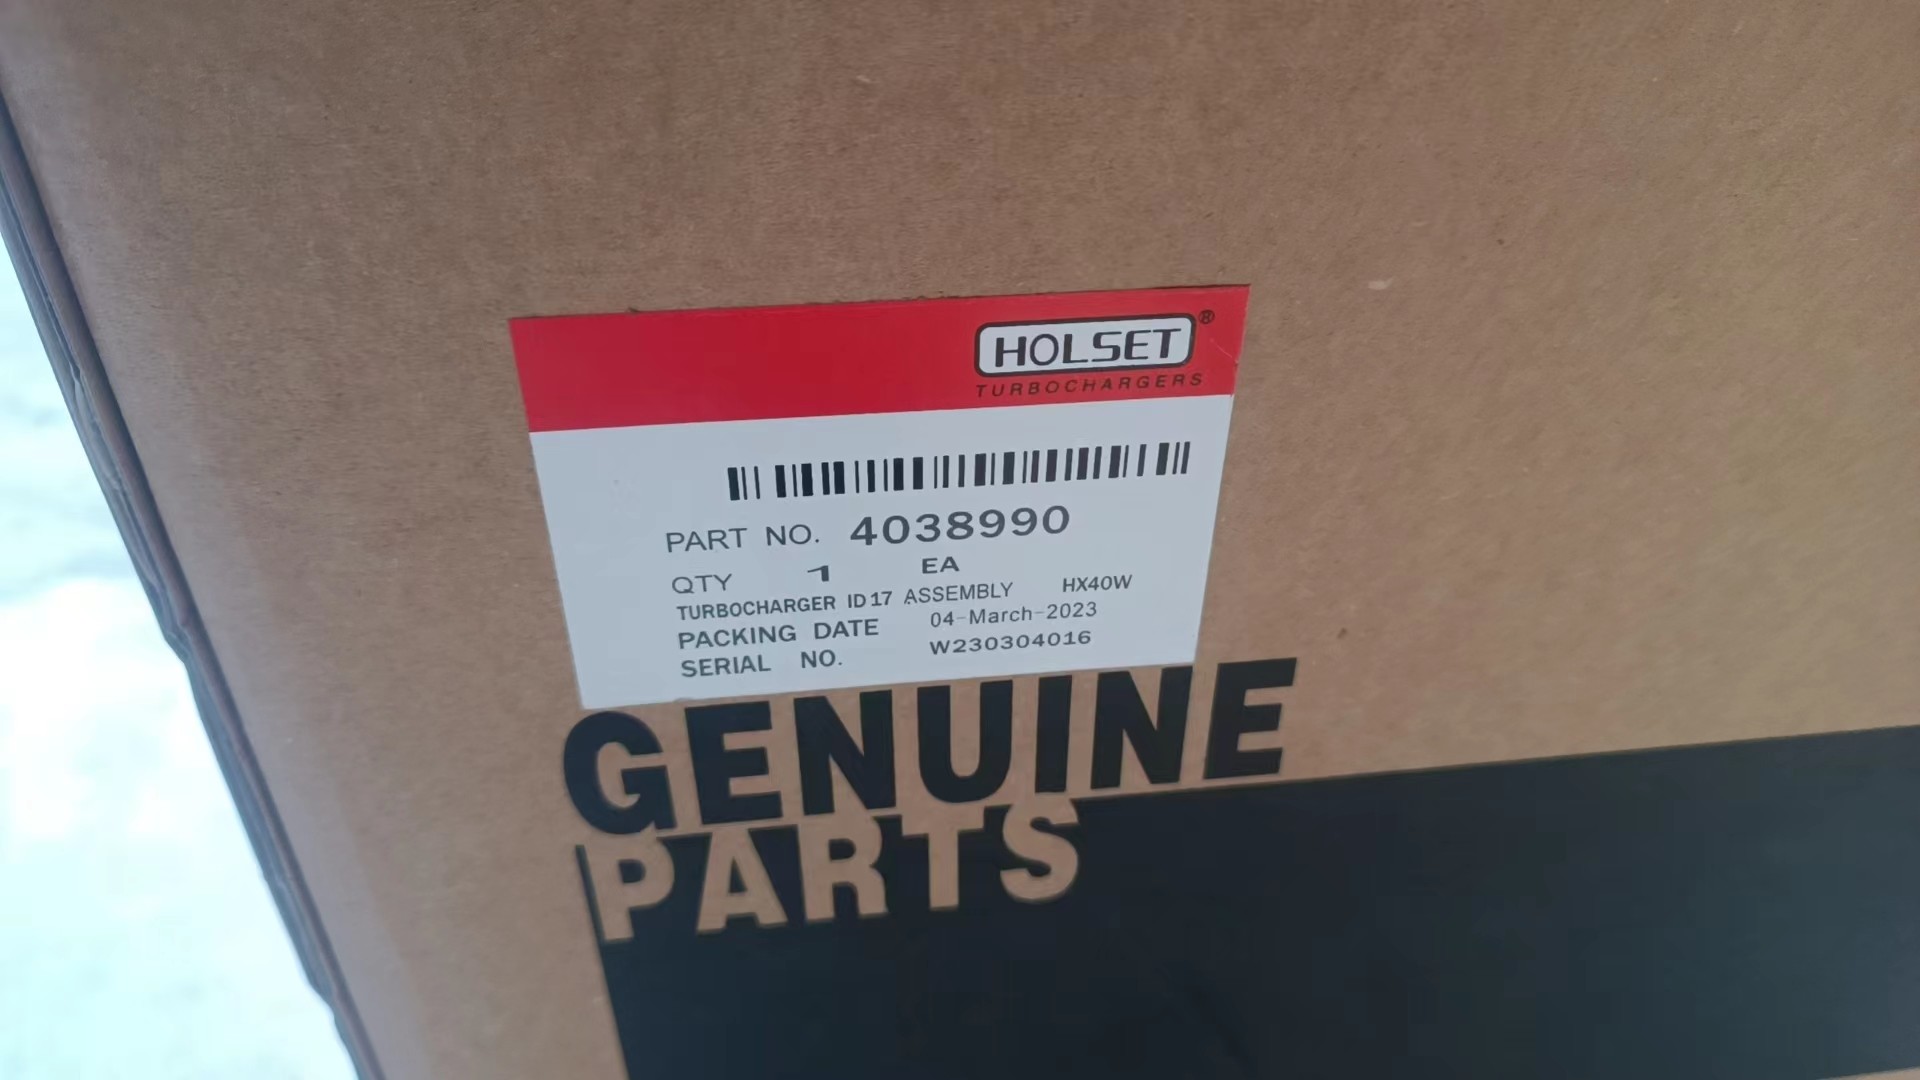 HOLSET®
TURBOCHARGERS
PART NO. 4038990
QTY 1 EA
TURBOCHARGER ID17 ASSEMBLY HX40W
PACKING DATE 04-March-2023
SERIAL NO. W230304016
GENUINE
PARTS